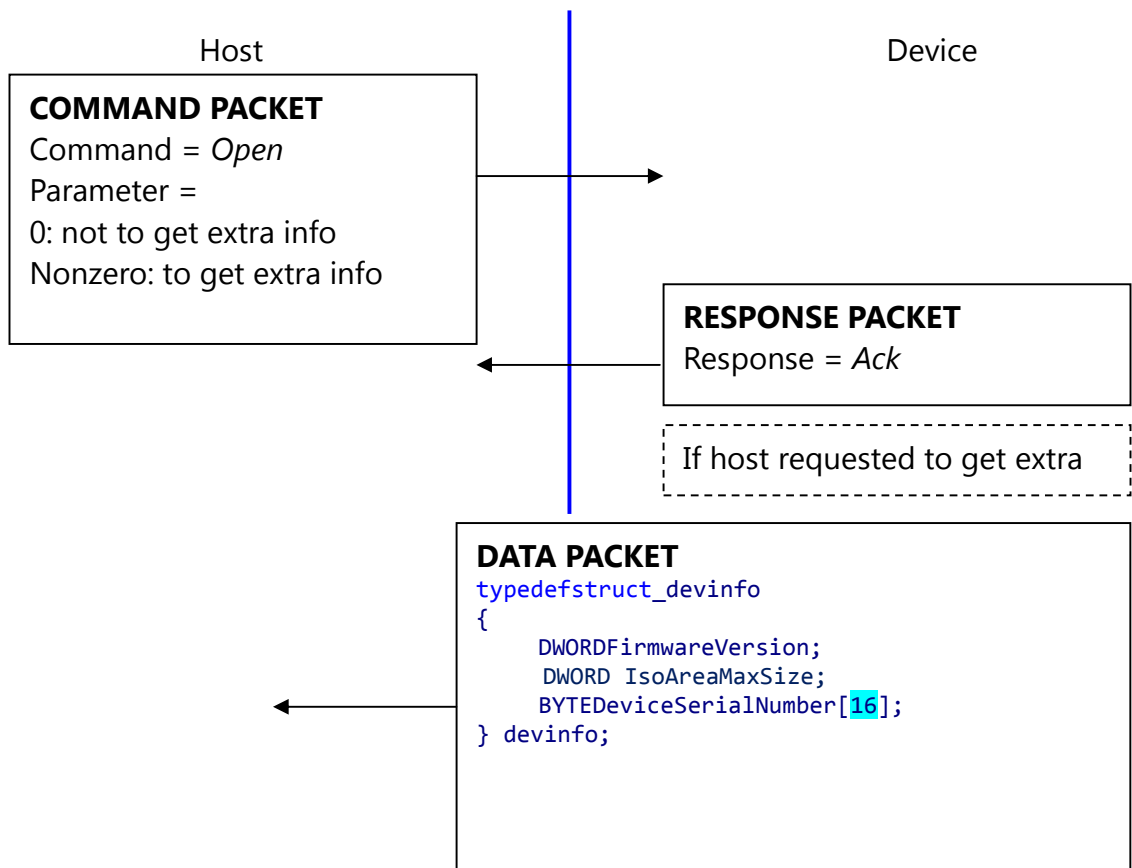 Host
Device
COMMAND PACKET
Command = Open
Parameter =
0: not to get extra info
Nonzero: to get extra info
RESPONSE PACKET
Response = Ack
If host requested to get extra
DATA PACKET
typedefstruct_devinfo
{
DWORDFirmwareVersion;
DWORD IsoAreaMaxSize;
BYTEDeviceSerialNumber[16];
} devinfo;